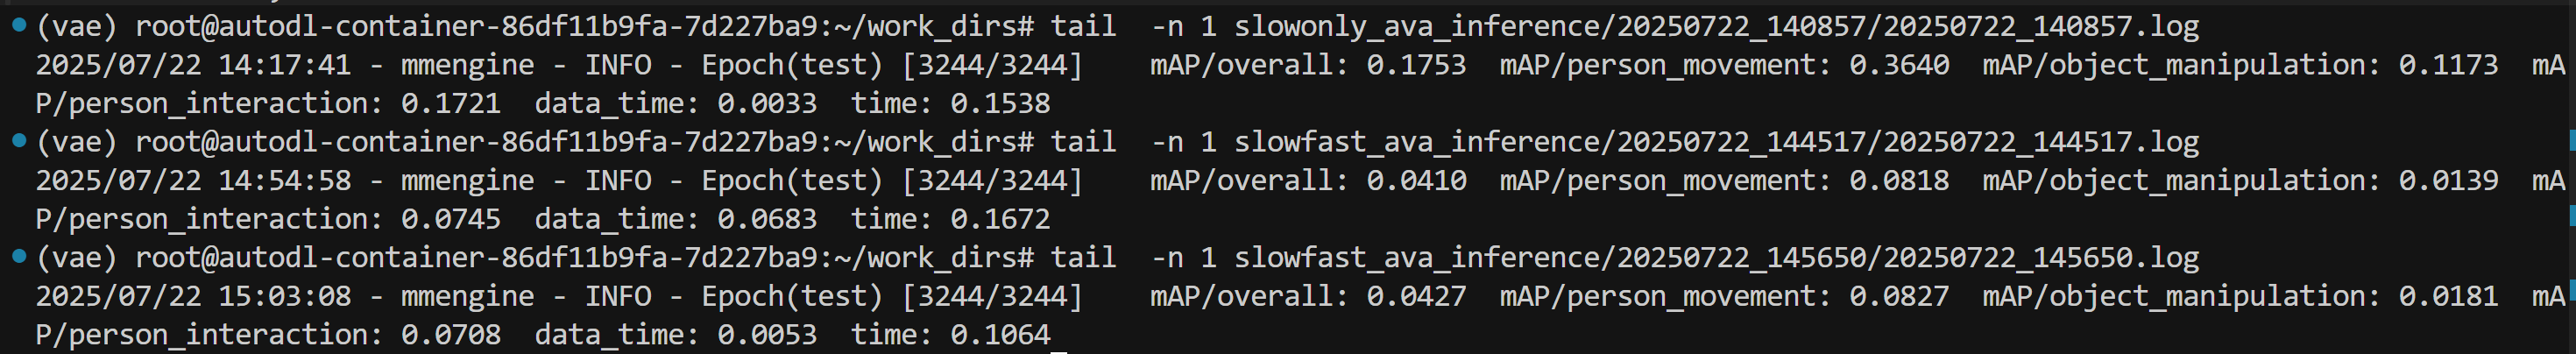 (vae) root@autodl-container-86df11b9fa-7d227ba9:~/work_dirs# tail  -n 1 slowonly_ava_inference/20250722_140857/20250722_140857.log
2025/07/22 14:17:41 - mmengine - INFO - Epoch(test) [3244/3244]    mAP/overall: 0.1753  mAP/person_movement: 0.3640  mAP/object_manipulation: 0.1173  mA
P/person_interaction: 0.1721  data_time: 0.0033  time: 0.1538
(vae) root@autodl-container-86df11b9fa-7d227ba9:~/work_dirs# tail  -n 1 slowfast_ava_inference/20250722_144517/20250722_144517.log
2025/07/22 14:54:58 - mmengine - INFO - Epoch(test) [3244/3244]    mAP/overall: 0.0410  mAP/person_movement: 0.0818  mAP/object_manipulation: 0.0139  mA
P/person_interaction: 0.0745  data_time: 0.0683  time: 0.1672
(vae) root@autodl-container-86df11b9fa-7d227ba9:~/work_dirs# tail  -n 1 slowfast_ava_inference/20250722_145650/20250722_145650.log
2025/07/22 15:03:08 - mmengine - INFO - Epoch(test) [3244/3244]    mAP/overall: 0.0427  mAP/person_movement: 0.0827  mAP/object_manipulation: 0.0181  mA
P/person_interaction: 0.0708  data_time: 0.0053  time: 0.1064